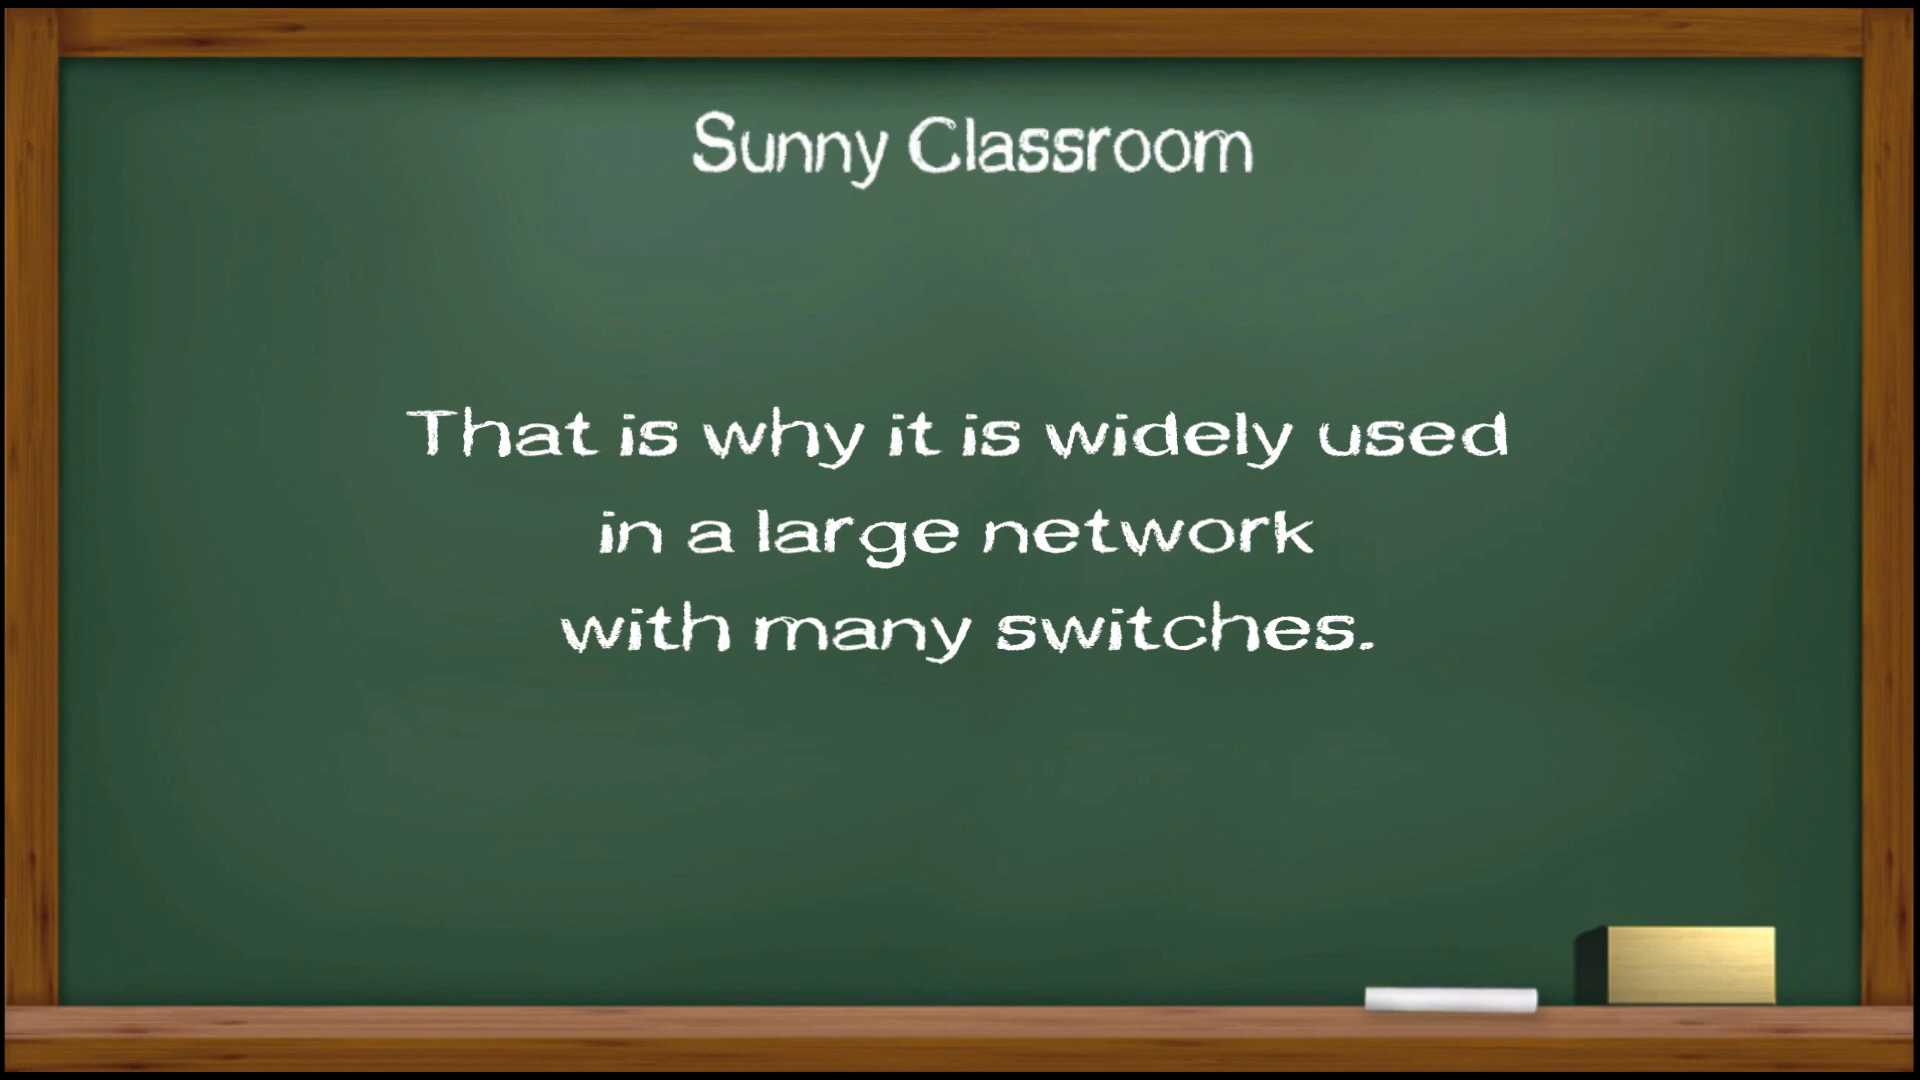 Sunny Classroom
That is why it is widely used
in a large network
with many switches.